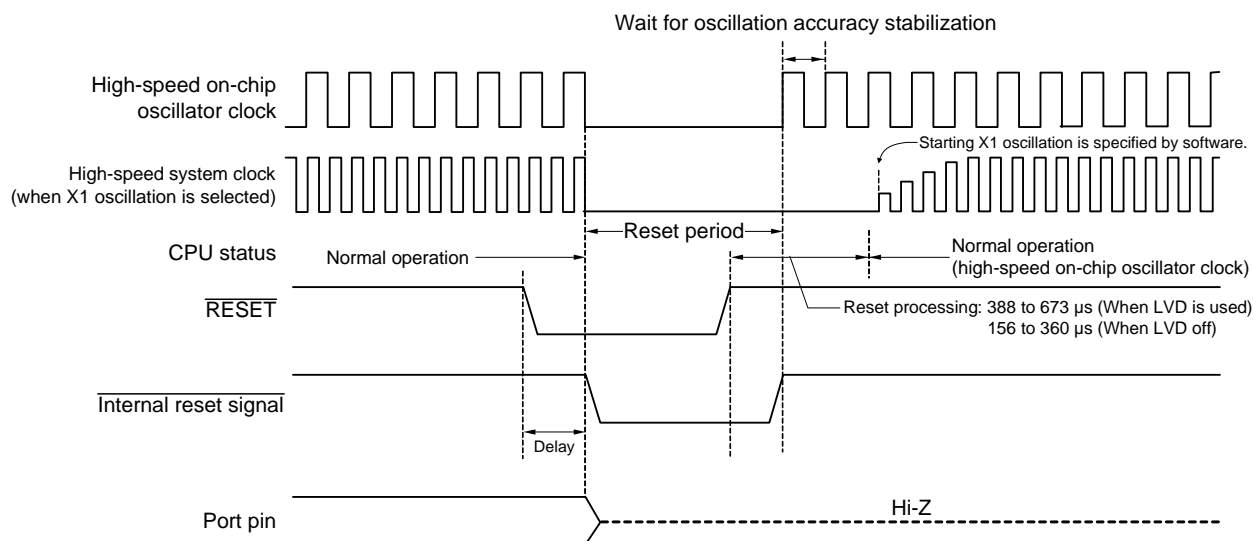 Wait for oscillation accuracy stabilization
High-speed on-chip
oscillator clock
Starting X1 oscillation is specified by software.
High-speed system clock
(when X1 oscillation is selected)
Reset period
CPU status
Normal operation
Normal operation
(high-speed on-chip oscillator clock)
RESET
Reset processing: 388 to 673 μs (When LVD is used)
156 to 360 μs (When LVD off)
Internal reset signal
Delay
Port pin
Hi-Z